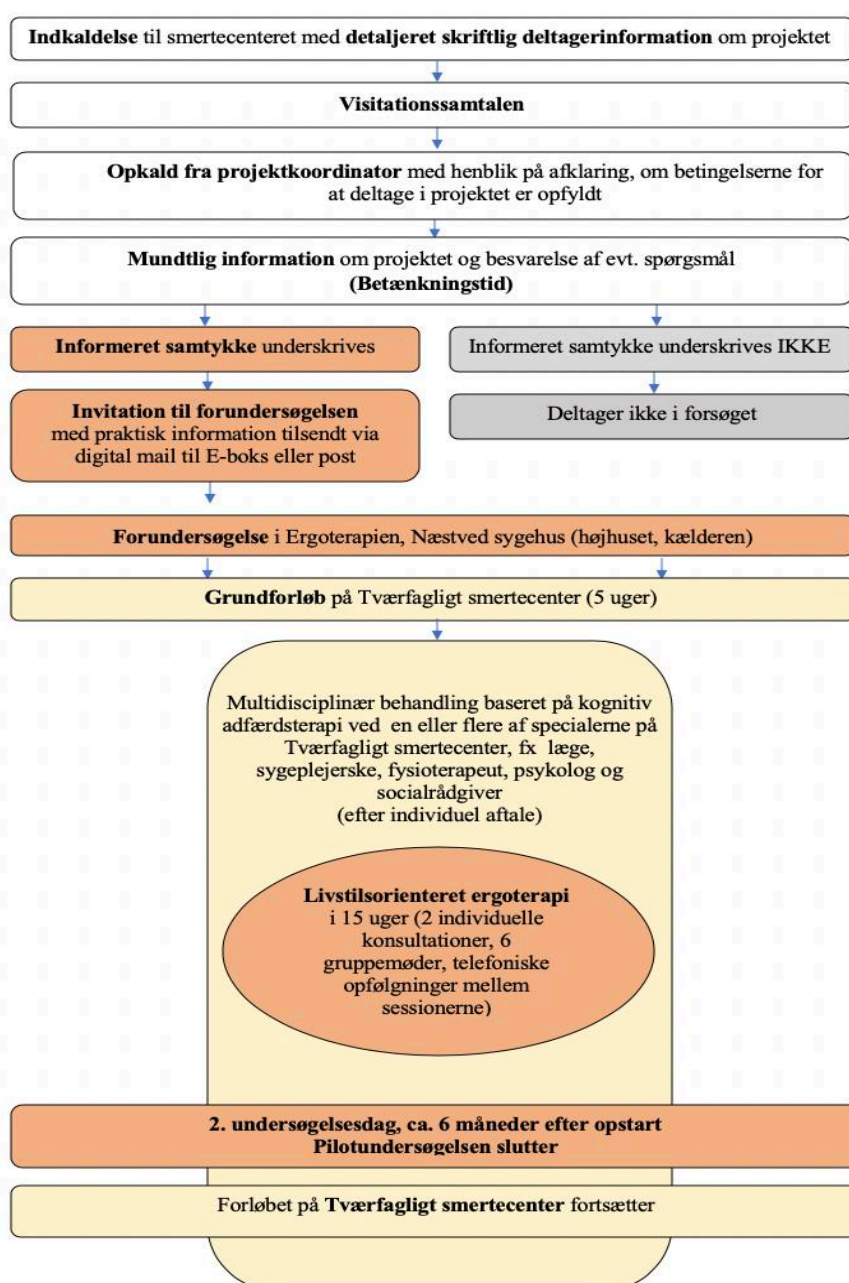 Indkaldelse til smertecenteret med detaljeret skriftlig deltagerinformation om projektet
Visitationssamtalen
Opkald fra projektkoordinator med henblik på afklaring, om betingelserne for
at deltage i projektet er opfyldt
Mundtlig information om projektet og besvarelse af evt. spørgsmål
(Betænkningstid)
Informeret samtykke underskrives
Informeret samtykke underskrives IKKE
Invitation til forundersøgelsen
med praktisk information tilsendt via
digital mail til E-boks eller post
Deltager ikke i forsøget
Forundersøgelse i Ergoterapien, Næstved sygehus (højhuset, kælderen)
Grundforløb på Tværfagligt smertecenter (5 uger)
Multidisciplinær behandling baseret på kognitiv
adfærdsterapi ved en eller flere af specialerne på
Tværfagligt smertecenter, fx læge,
sygeplejerske, fysioterapeut, psykolog og
socialrådgiver
(efter individuel aftale)
Livstilsorienteret ergoterapi
i 15 uger (2 individuelle
konsultationer, 6
gruppemøder, telefoniske
opfølgninger mellem
sessionerne)
2. undersøgelsesdag, ca. 6 måneder efter opstart
Pilotundersøgelsen slutter
Forløbet på Tværfagligt smertecenter fortsætter